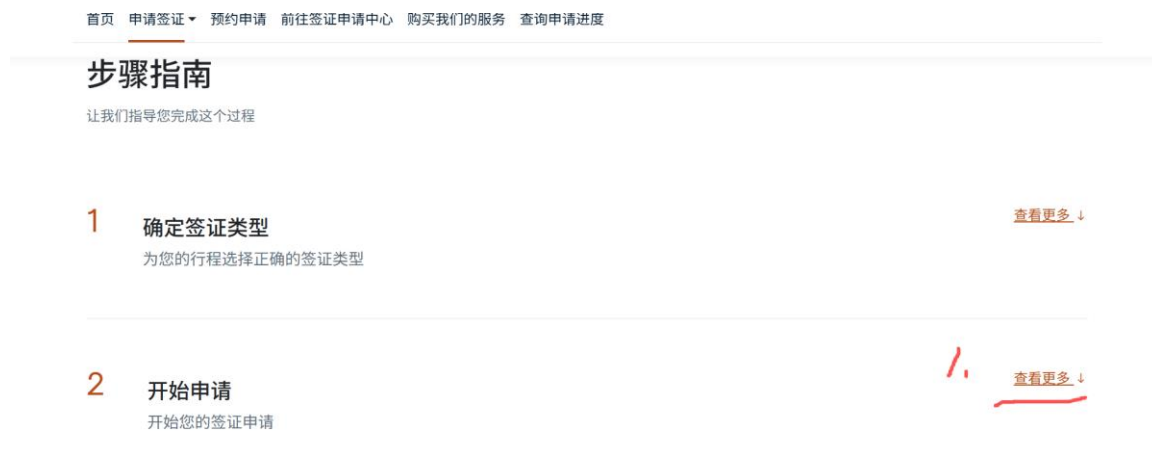 首页 申请签证 预约申请 前往签证申请中心 购买我们的服务 查询申请进度
步骤指南
让我们指导您完成这个过程
1 确定签证类型 查看更多 ↓
为您的行程选择正确的签证类型
1.
2 开始申请 查看更多 ↓
开始您的签证申请